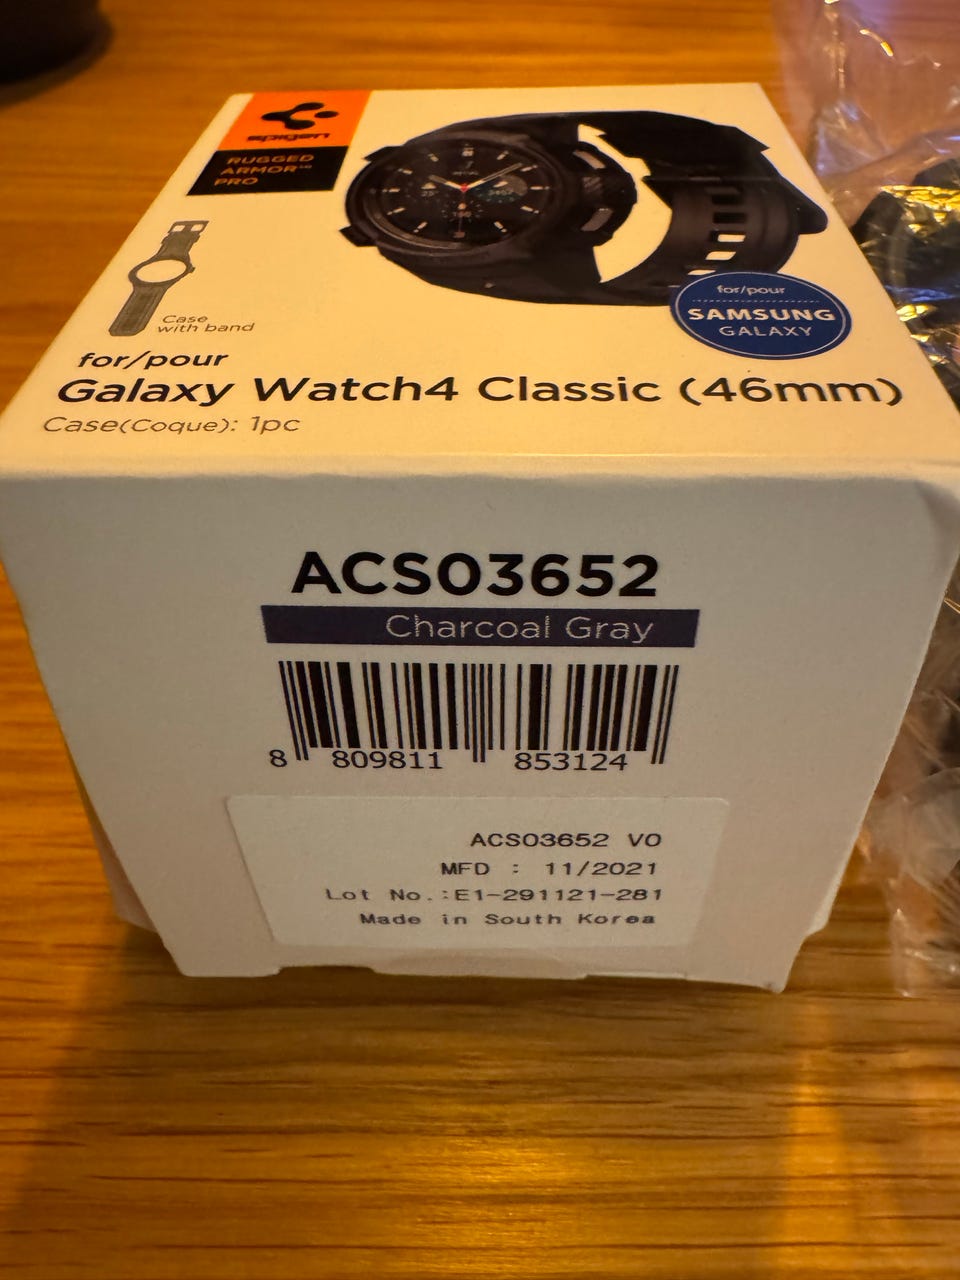 spigen
RUGGED
ARMOR™
PRO
Case
with band
for/pour
SAMSUNG
GALAXY
for/pour
Galaxy Watch4 Classic (46mm)
Case(Coque): 1pc
ACS03652
Charcoal Gray
8 809811 853124
ACS03652 V0
MFD : 11/2021
Lot No.:E1-291121-281
Made in South Korea